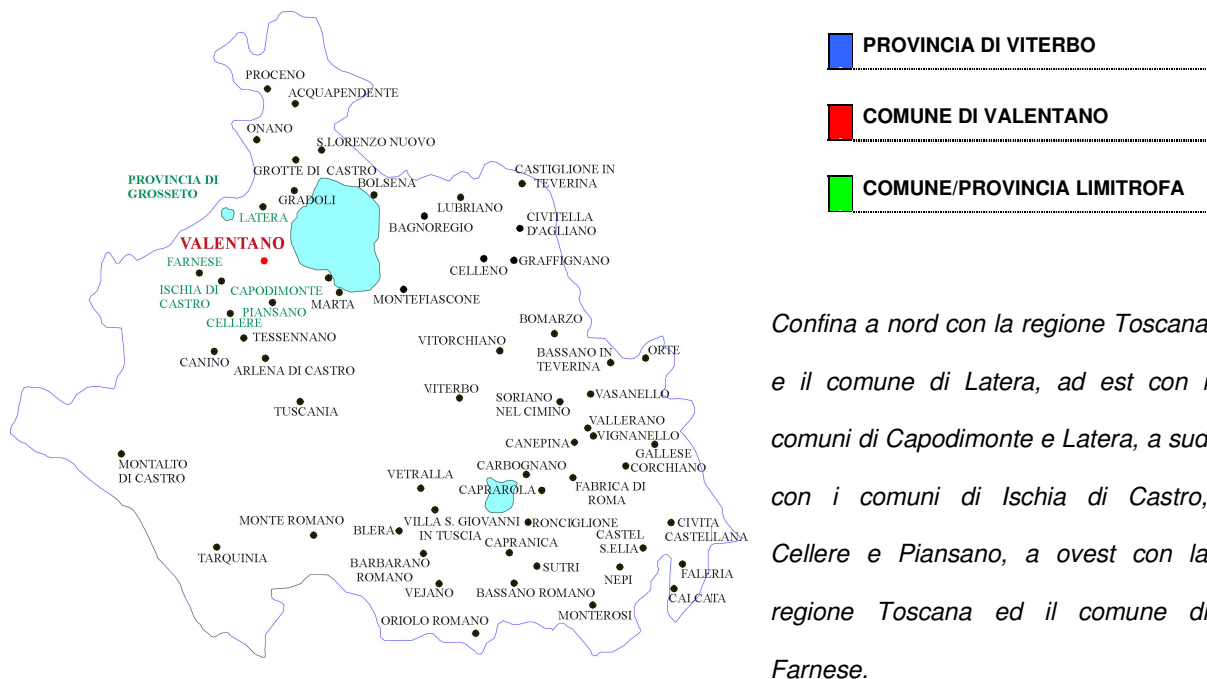 PROVINCIA DI VITERBO
COMUNE DI VALENTANO
COMUNE/PROVINCIA LIMITROFA
PROCENO
ACQUAPENDENTE
ONANO
S.LORENZO NUOVO
GROTTE DI CASTRO
PROVINCIA DI
GROSSETO
BOLSENA
CASTIGLIONE IN
TEVERINA
GRADOLI
LUBRIANO
LATERA
BAGNOREGIO
CIVITELLA
D'AGLIANO
VALENTANO
FARNESE
CELLENO
GRAFFIGNANO
ISCHIA DI
CASTRO
CAPODIMONTE
MARTA
MONTEFIASCONE
PIANSANO
CELLERE
TESSENNANO
BOMARZO
VITORCHIANO
BASSANO IN
TEVERINA
ORTE
CANINO
ARLENA DI CASTRO
VITERBO
SORIANO
NEL CIMINO
VASANELLO
TUSCANIA
VALLERANO
VIGNANELLO
CANEPINA
GALLESE
CORCHIANO
MONTALTO
DI CASTRO
CARBOGNANO
VETRALLA
CAPRAROLA
FABRICA DI
ROMA
MONTE ROMANO
BLERA
VILLA S. GIOVANNI
IN TUSCIA
RONCIGLIONE
CIVITA
CASTELLANA
CASTEL
S.ELIA
CAPRANICA
TARQUINIA
BARBARANO
ROMANO
SUTRI
NEPI
FALERIA
VEJANO
BASSANO ROMANO
CALCATA
MONTEROSI
ORIOLO ROMANO
Confina a nord con la regione Toscana
e il comune di Latera, ad est con i
comuni di Capodimonte e Latera, a sud
con i comuni di Ischia di Castro,
Cellere e Piansano, a ovest con la
regione Toscana ed il comune di
Farnese.